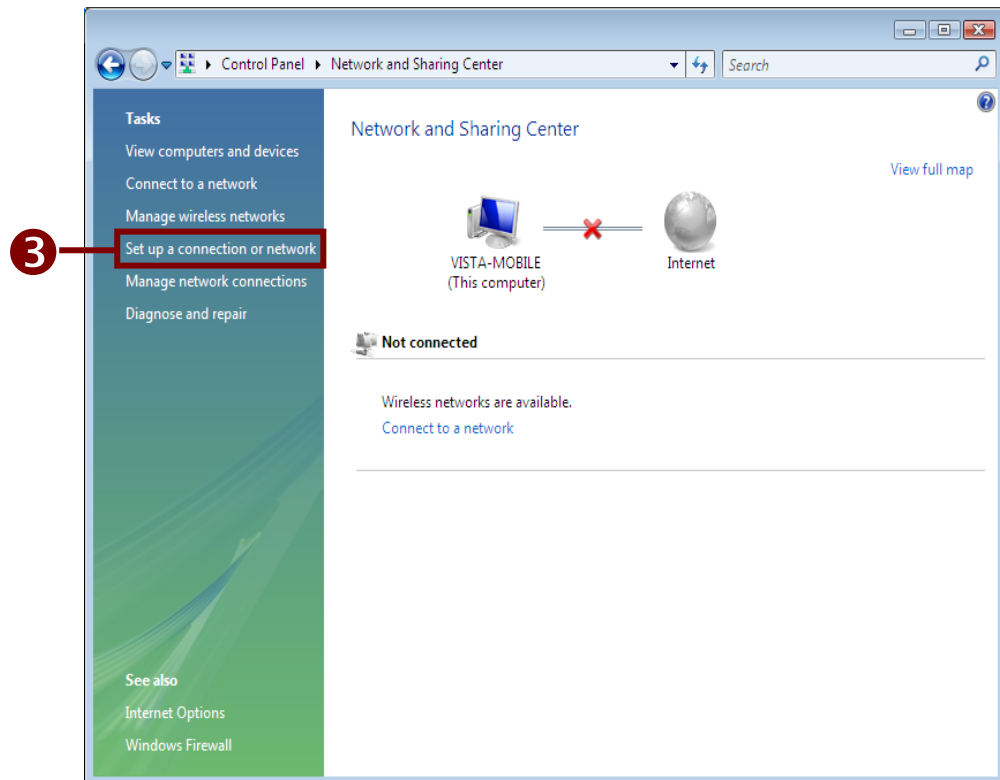 Control Panel Network and Sharing Center
Search
Tasks
View computers and devices
Connect to a network
Manage wireless networks
3
Set up a connection or network
Manage network connections
Diagnose and repair
See also
Internet Options
Windows Firewall
?
Network and Sharing Center
View full map
VISTA-MOBILE
(This computer)
Internet
Not connected
Wireless networks are available.
Connect to a network